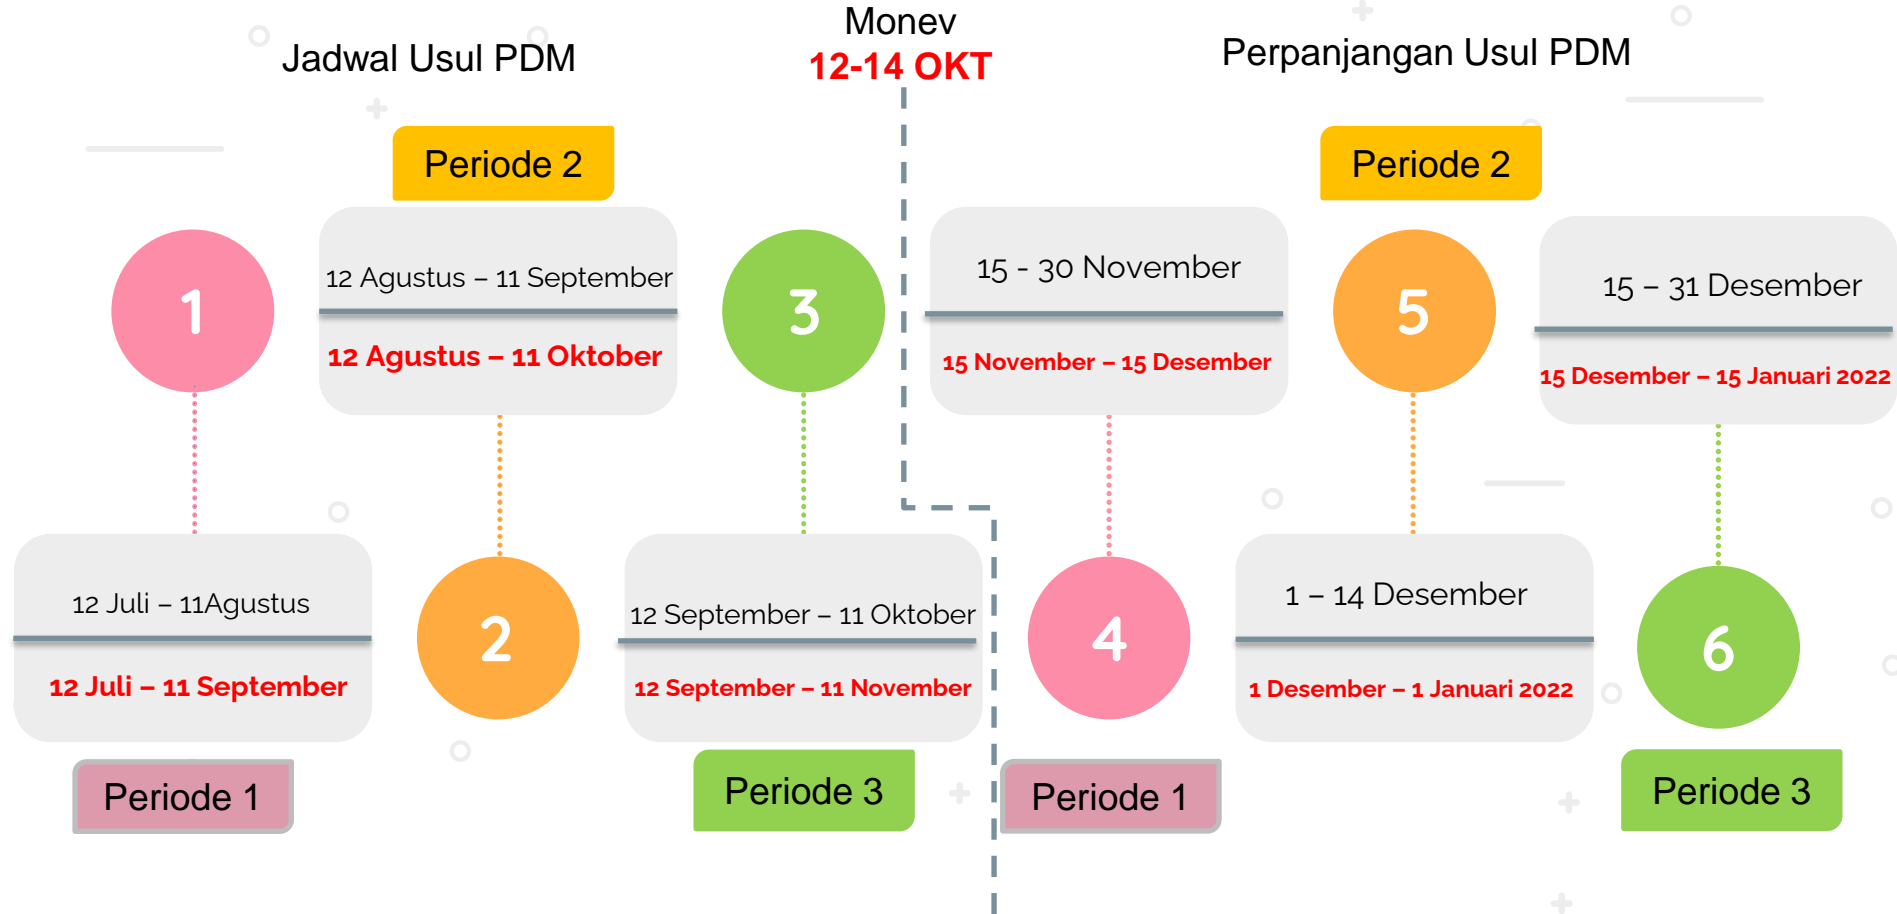 Jadwal Usul PDM
Monev
12-14 OKT
Perpanjangan Usul PDM
Periode 2
Periode 2
1
12 Agustus – 11 September
12 Agustus – 11 Oktober
3
15 - 30 November
15 November – 15 Desember
5
15 – 31 Desember
15 Desember – 15 Januari 2022
12 Juli – 11Agustus
12 Juli – 11 September
2
12 September – 11 Oktober
12 September – 11 November
4
1 – 14 Desember
1 Desember – 1 Januari 2022
6
Periode 1
Periode 3
Periode 1
Periode 3